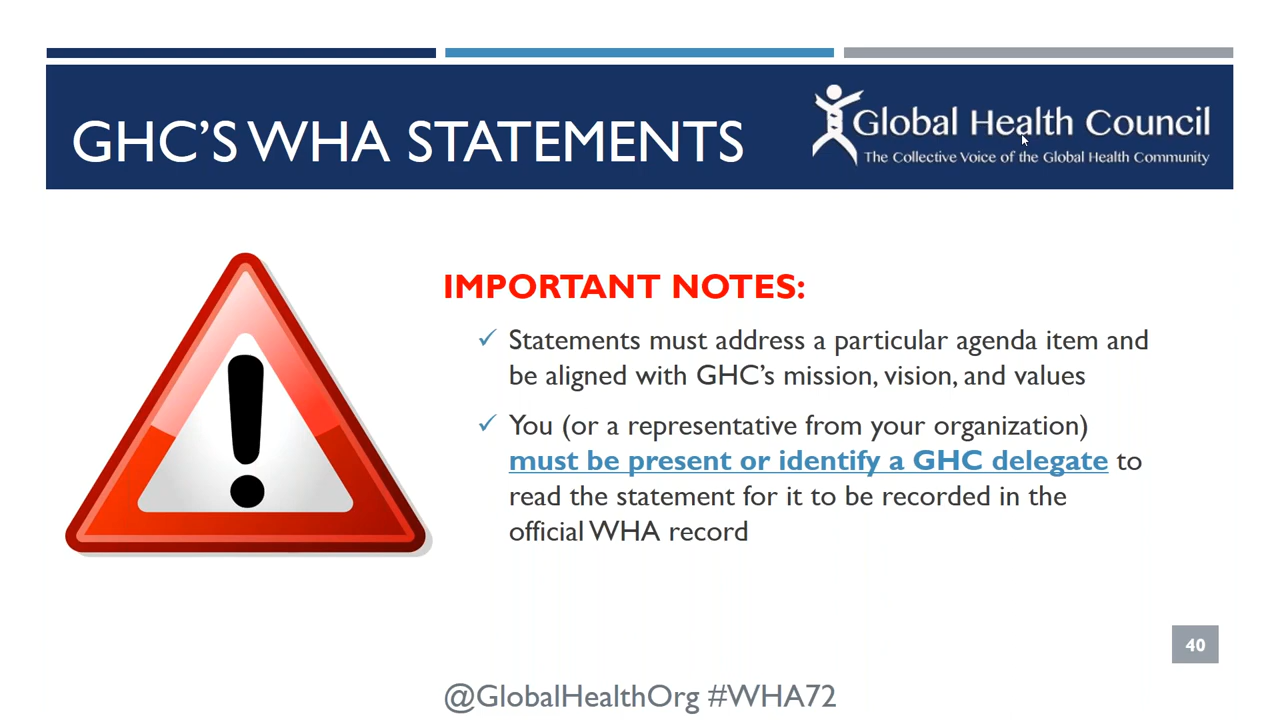 GHC'S WHA STATEMENTS
Global Health Council
The Collective Voice of the Global Health Community
IMPORTANT NOTES:
✓ Statements must address a particular agenda item and
be aligned with GHC's mission, vision, and values
✓ You (or a representative from your organization)
must be present or identify a GHC delegate to
read the statement for it to be recorded in the
official WHA record
40
@GlobalHealthOrg #WHA72